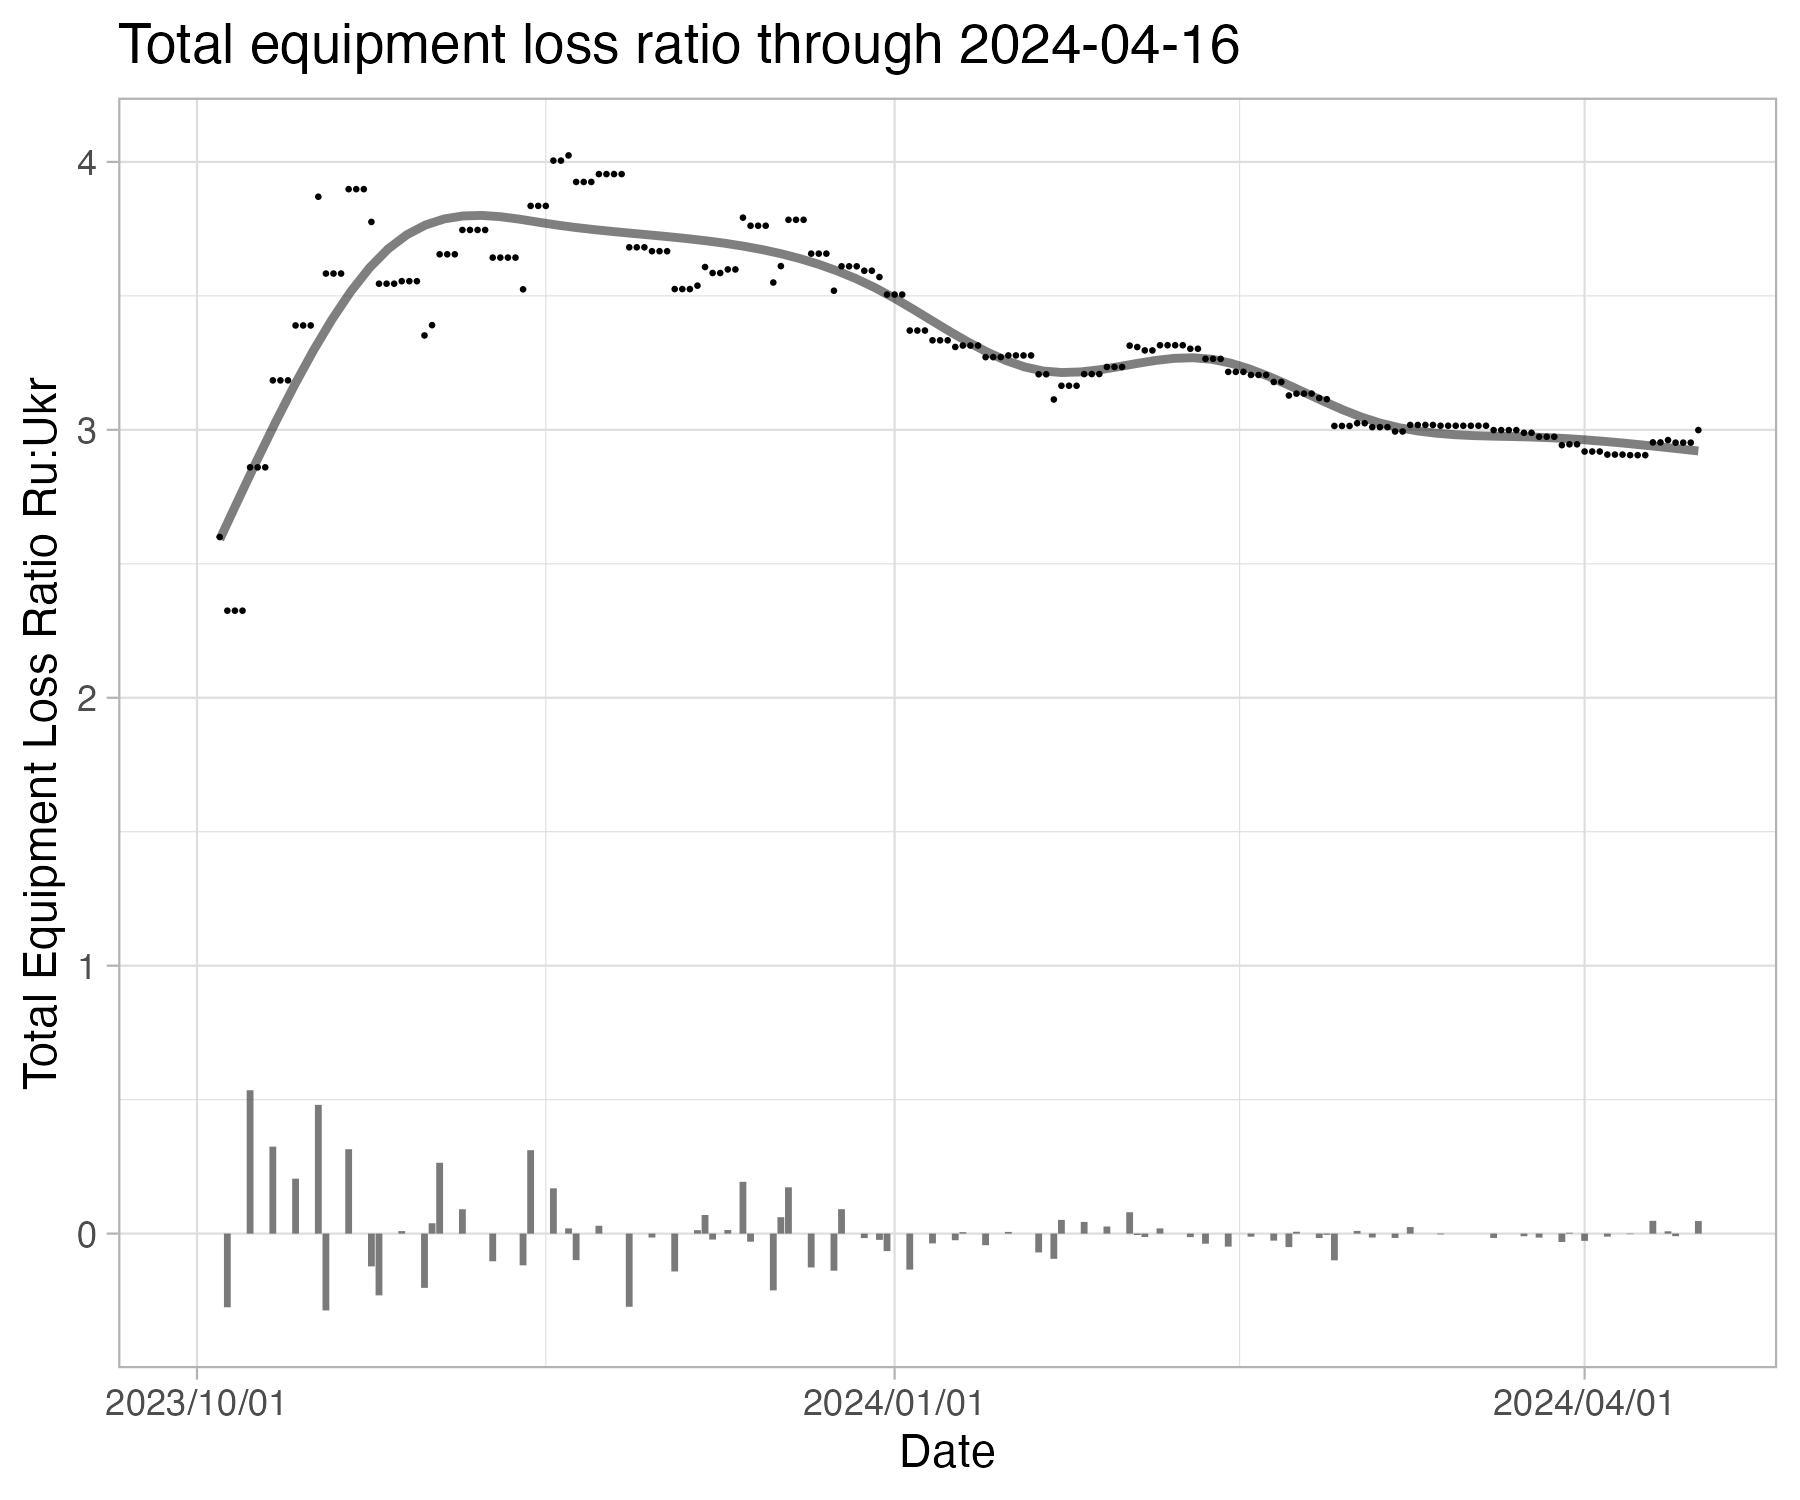 Total equipment loss ratio through 2024-04-16
Total Equipment Loss Ratio Ru:Ukr
4
3
2
1
0
2023/10/01
2024/01/01
2024/04/01
Date